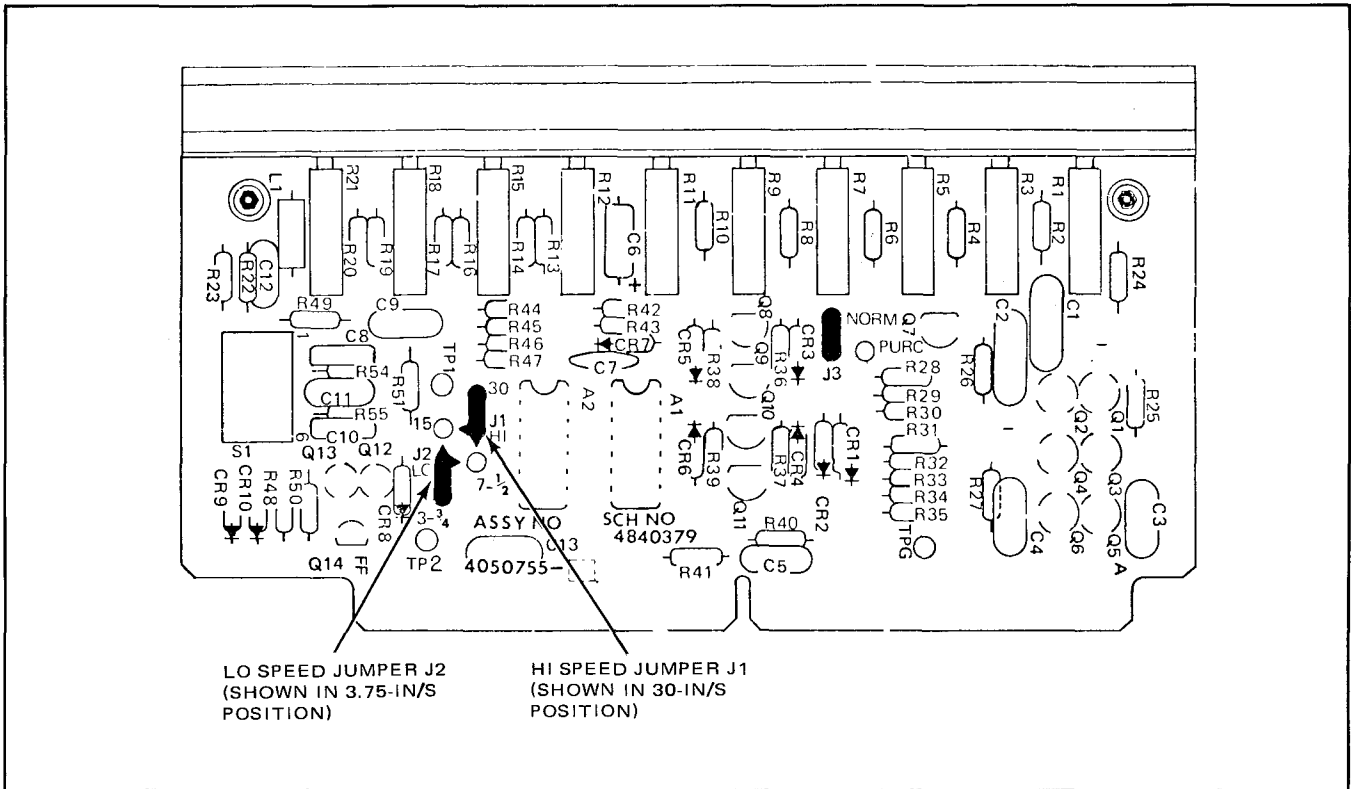 L1
R21
R18
R15
R12
R11
R9
R7
R5
R3
R1
R23
R22
C12
R20
R19
R17
R16
R14
R13
C6
+
R10
R8
R6
R4
R2
R24
R49
C9
R44
R45
R46
R47
R42
R43
CR7
C7
Q8
Q9
Q10
Q11
CR5
R38
R36
CR3
NORM
PURC
J3
Q7
C2
C1
1
C8
R54
C11
R55
C10
6
S1
R51
TP1
30
J1
HI
15
J2
LO
7-½
3-¾
A2
A1
CR6
R39
R37
CR4
CR2
CR1
R28
R29
R30
R31
R32
R33
R34
R35
TPG
R26
R27
R25
Q2
Q1
Q4
Q3
Q6
Q5
C4
C3
A
Q13
Q12
CR9
CR10
R48
R50
CR8
Q14
FF
TP2
ASSY NO
4050755-
C13
SCH NO
4840379
R41
R40
C5
LO SPEED JUMPER J2
(SHOWN IN 3.75-IN/S
POSITION)
HI SPEED JUMPER J1
(SHOWN IN 30-IN/S
POSITION)